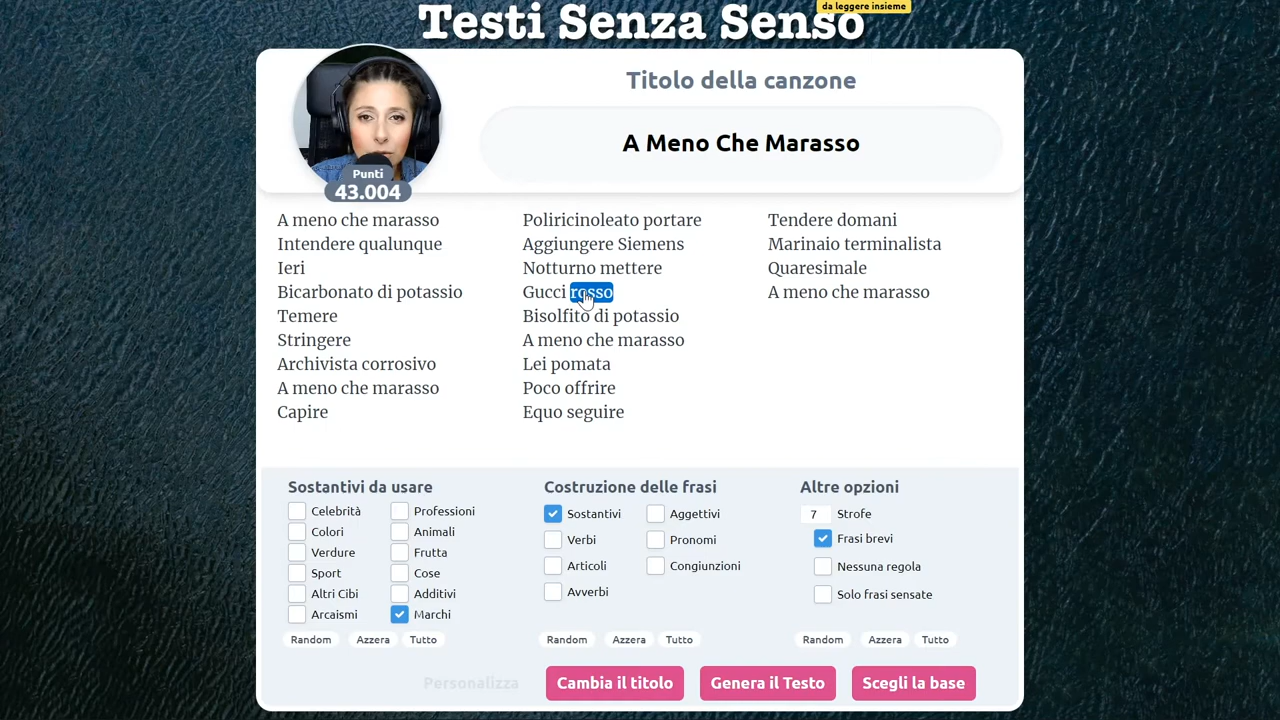 da leggere insieme
Testi Senza Senso
Titolo della canzone
A Meno Che Marasso
Punti
43.004
A meno che marasso
Intendere qualunque
Ieri
Bicarbonato di potassio
Temere
Stringere
Archivista corrosivo
A meno che marasso
Capire
Poliricinoleato portare
Aggiungere Siemens
Notturno mettere
Gucci rosso
Bisolfito di potassio
A meno che marasso
Lei pomata
Poco offrire
Equo seguire
Tendere domani
Marinaio terminalista
Quaresimale
A meno che marasso
Sostantivi da usare
Celebrità
Professioni
Colori
Animali
Verdure
Frutta
Sport
Cose
Altri Cibi
Additivi
Arcaismi
Marchi
Random
Azzera
Tutto
Costruzione delle frasi
Sostantivi
Aggettivi
Verbi
Pronomi
Articoli
Congiunzioni
Avverbi
Random
Azzera
Tutto
Altre opzioni
7 Strofe
Frasi brevi
Nessuna regola
Solo frasi sensate
Random
Azzera
Tutto
Personalizza
Cambia il titolo
Genera il Testo
Scegli la base